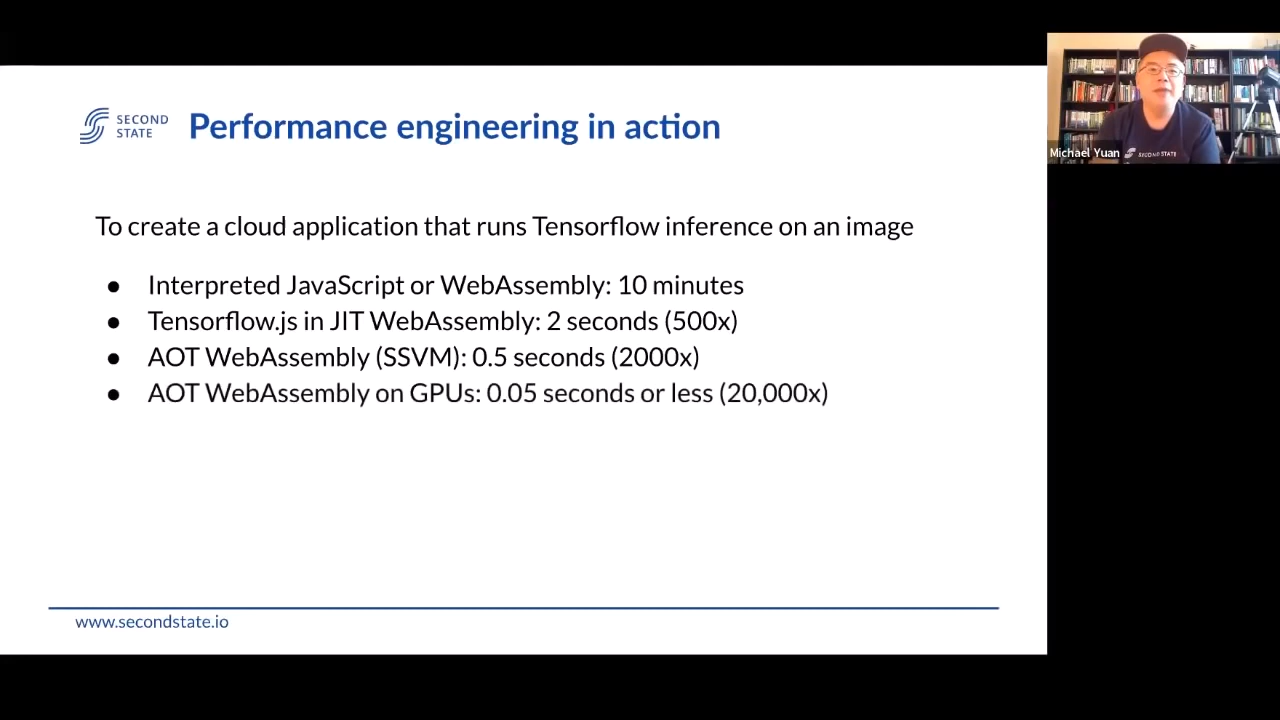 SECOND
STATE
Performance engineering in action
To create a cloud application that runs Tensorflow inference on an image
● Interpreted JavaScript or WebAssembly: 10 minutes
● Tensorflow.js in JIT WebAssembly: 2 seconds (500x)
● AOT WebAssembly (SSVM): 0.5 seconds (2000x)
● AOT WebAssembly on GPUs: 0.05 seconds or less (20,000x)
www.secondstate.io
Michael Yuan
SECOND STATE